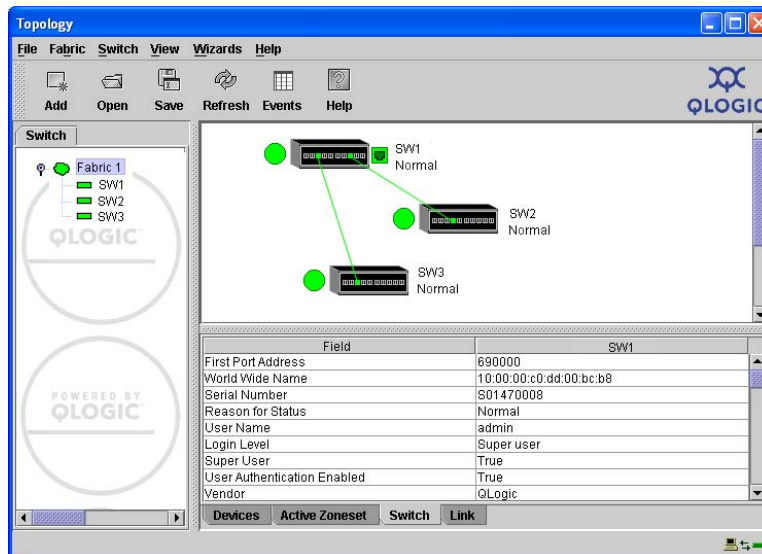 Topology
File Fabric Switch View Wizards Help
Add Open Save Refresh Events Help
QLOGIC
Switch
Fabric 1
SW1
SW2
SW3
QLOGIC
POWERED BY
QLOGIC
SW1
Normal
SW2
Normal
SW3
Normal
Field SW1
First Port Address 690000
World Wide Name 10:00:00:c0:dd:00:bc:b8
Serial Number S01470008
Reason for Status Normal
User Name admin
Login Level Super user
Super User True
User Authentication Enabled True
Vendor QLogic
Devices Active Zoneset Switch Link